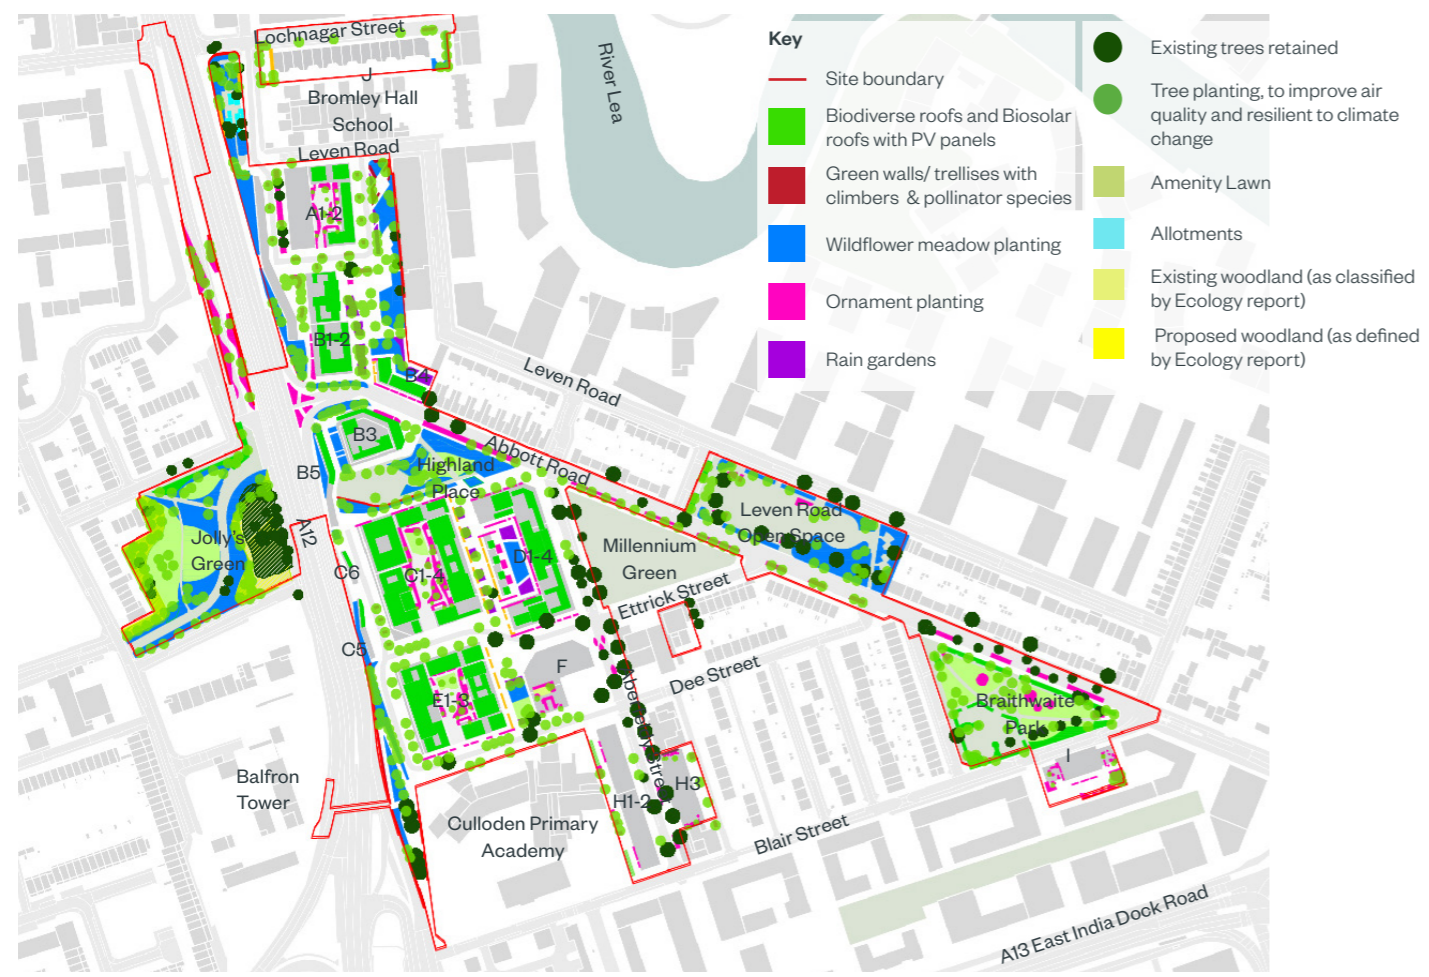 Lochnagar Street
J
Bromley Hall
School
Leven Road
River Lea
A1-2
B1-2
B4
B3
B5
Leven Road
Abbott Road
Highland
Place
A12
Jolly's
Green
C6
C1-4
D1-4
C5
Millennium
Green
Ettrick Street
Leven Road
Open Space
Dee Street
F
E1-3
Aberfeldy Street
Braithwaite
Park
I
H1-2
H3
Balfron
Tower
Culloden Primary
Academy
Blair Street
A13 East India Dock Road
Key
Site boundary
Biodiverse roofs and Biosolar
roofs with PV panels
Green walls/ trellises with
climbers & pollinator species
Wildflower meadow planting
Ornament planting
Rain gardens
Existing trees retained
Tree planting, to improve air
quality and resilient to climate
change
Amenity Lawn
Allotments
Existing woodland (as classified
by Ecology report)
Proposed woodland (as defined
by Ecology report)